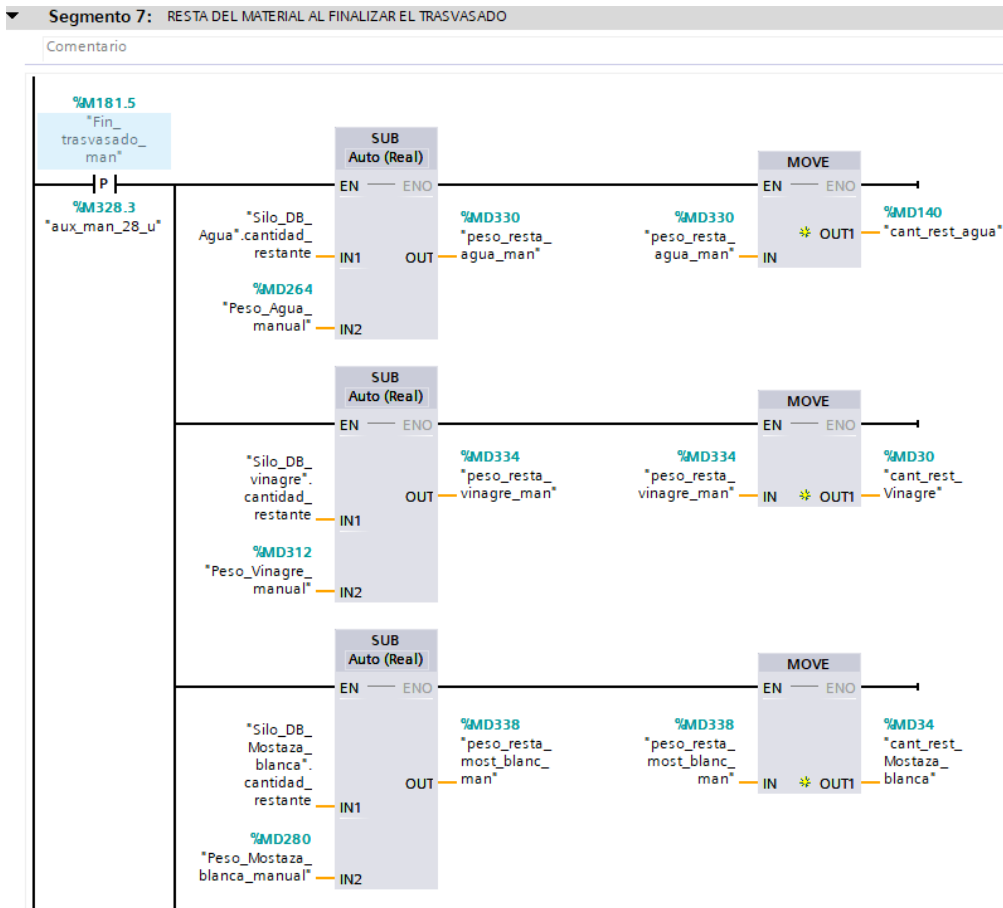 Segmento 7: RESTA DEL MATERIAL AL FINALIZAR EL TRASVASADO
Comentario
%M181.5
"Fin_
trasvasado_
man"
P
%M328.3
"aux_man_28_u"
SUB
Auto (Real)
EN ENO
"Silo_DB_
Agua".cantidad_
restante
IN1
%MD264
"Peso_Agua_
manual"
IN2
OUT
%MD330
"peso_resta_
agua_man"
MOVE
EN ENO
%MD330
"peso_resta_
agua_man"
IN
OUT1
%MD140
"cant_rest_agua"
SUB
Auto (Real)
EN ENO
"Silo_DB_
vinagre".
cantidad_
restante
IN1
%MD312
"Peso_Vinagre_
manual"
IN2
OUT
%MD334
"peso_resta_
vinagre_man"
MOVE
EN ENO
%MD334
"peso_resta_
vinagre_man"
IN
OUT1
%MD30
"cant_rest_
Vinagre"
SUB
Auto (Real)
EN ENO
"Silo_DB_
Mostaza_
blanca".
cantidad_
restante
IN1
%MD280
"Peso_Mostaza_
blanca_manual"
IN2
OUT
%MD338
"peso_resta_
most_blanc_
man"
MOVE
EN ENO
%MD338
"peso_resta_
most_blanc_
man"
IN
OUT1
%MD34
"cant_rest_
Mostaza_
blanca"